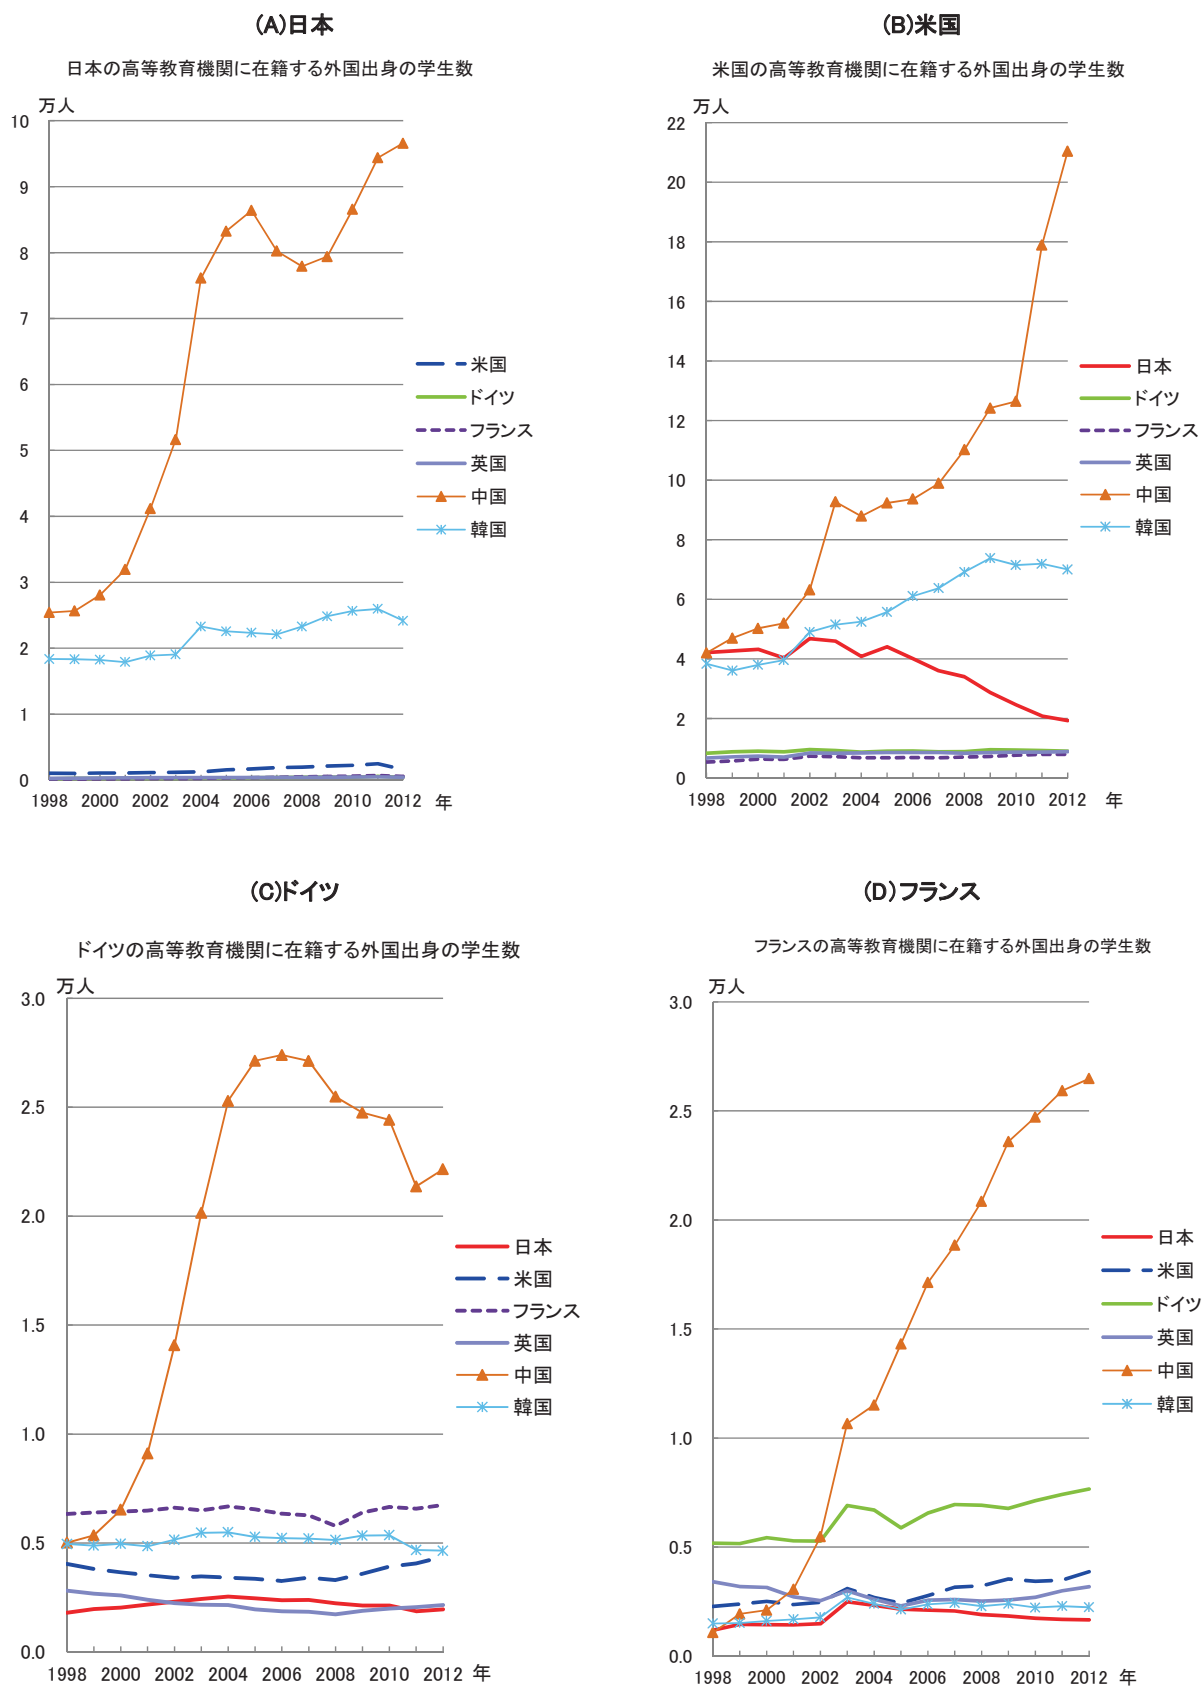 (A)日本
日本の高等教育機関に在籍する外国出身の学生数
万人
10
9
8
7
6
5
4
3
2
1
0
1998 2000 2002 2004 2006 2008 2010 2012 年
米国
ドイツ
フランス
英国
中国
韓国
(B)米国
米国の高等教育機関に在籍する外国出身の学生数
万人
22
20
18
16
14
12
10
8
6
4
2
0
1998 2000 2002 2004 2006 2008 2010 2012 年
日本
ドイツ
フランス
英国
中国
韓国
(C)ドイツ
ドイツの高等教育機関に在籍する外国出身の学生数
万人
3.0
2.5
2.0
1.5
1.0
0.5
0.0
1998 2000 2002 2004 2006 2008 2010 2012 年
日本
米国
フランス
英国
中国
韓国
(D)フランス
フランスの高等教育機関に在籍する外国出身の学生数
万人
3.0
2.5
2.0
1.5
1.0
0.5
0.0
1998 2000 2002 2004 2006 2008 2010 2012 年
日本
米国
ドイツ
英国
中国
韓国